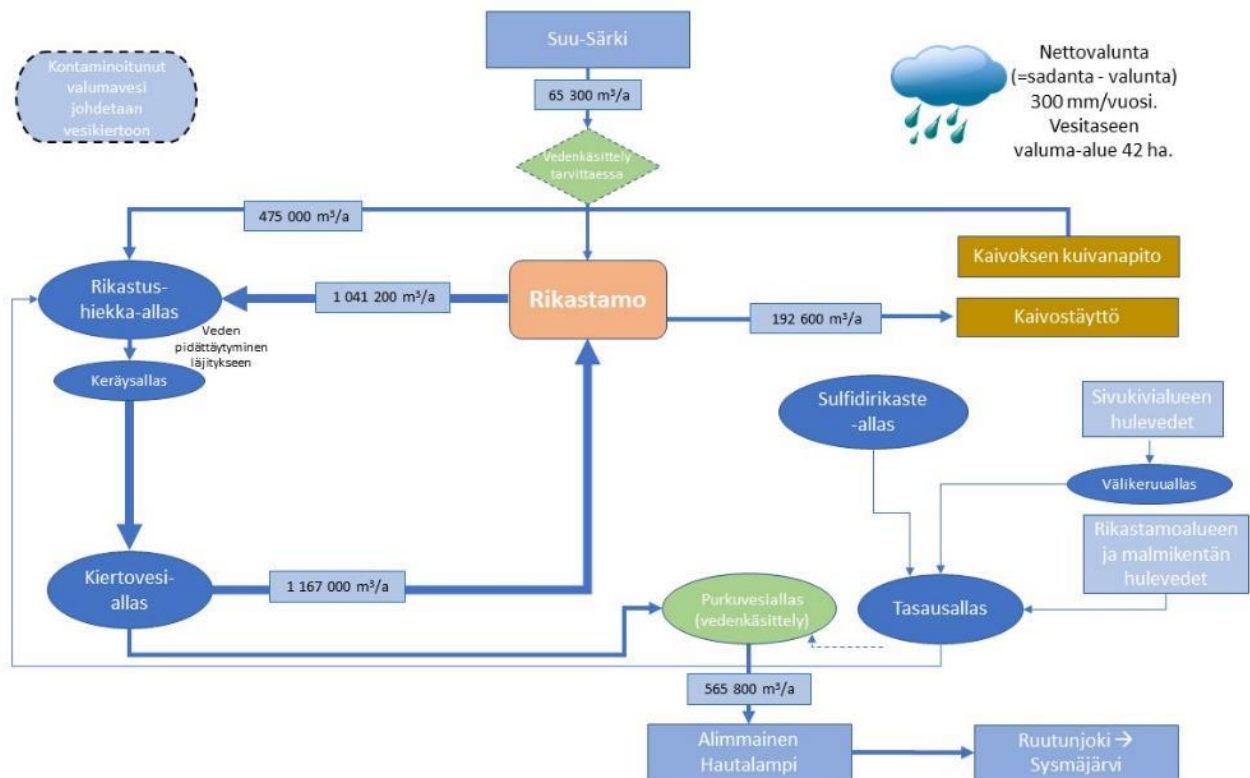 Suu-Särki
Kontaminoitunut
valumavesi
johdetaan
vesikiertoon
65 300 m³/a
Nettovalunta
(=sadanta - valunta)
300 mm/vuosi.
Vesitaseen
valuma-alue 42 ha.
Vedenkäsittely
tarvittaessa
475 000 m³/a
Kaivoksen kuivanapito
Rikastus-
hiekka-allas
1 041 200 m³/a
Rikastamo
192 600 m³/a
Kaivostäyttö
Veden
pidättäytyminen
läjitykseen
Keräysallas
Sulfidirikaste
-allas
Sivukivialueen
hulevedet
Välikeruuallas
Rikastamoalueen
ja malmikentän
hulevedet
Kiertovesi-
allas
1 167 000 m³/a
Purkuvesiallas
(vedenkäsittely)
Tasausallas
565 800 m³/a
Alimmainen
Hautalampi
Ruutunjoki →
Sysmäjärvi